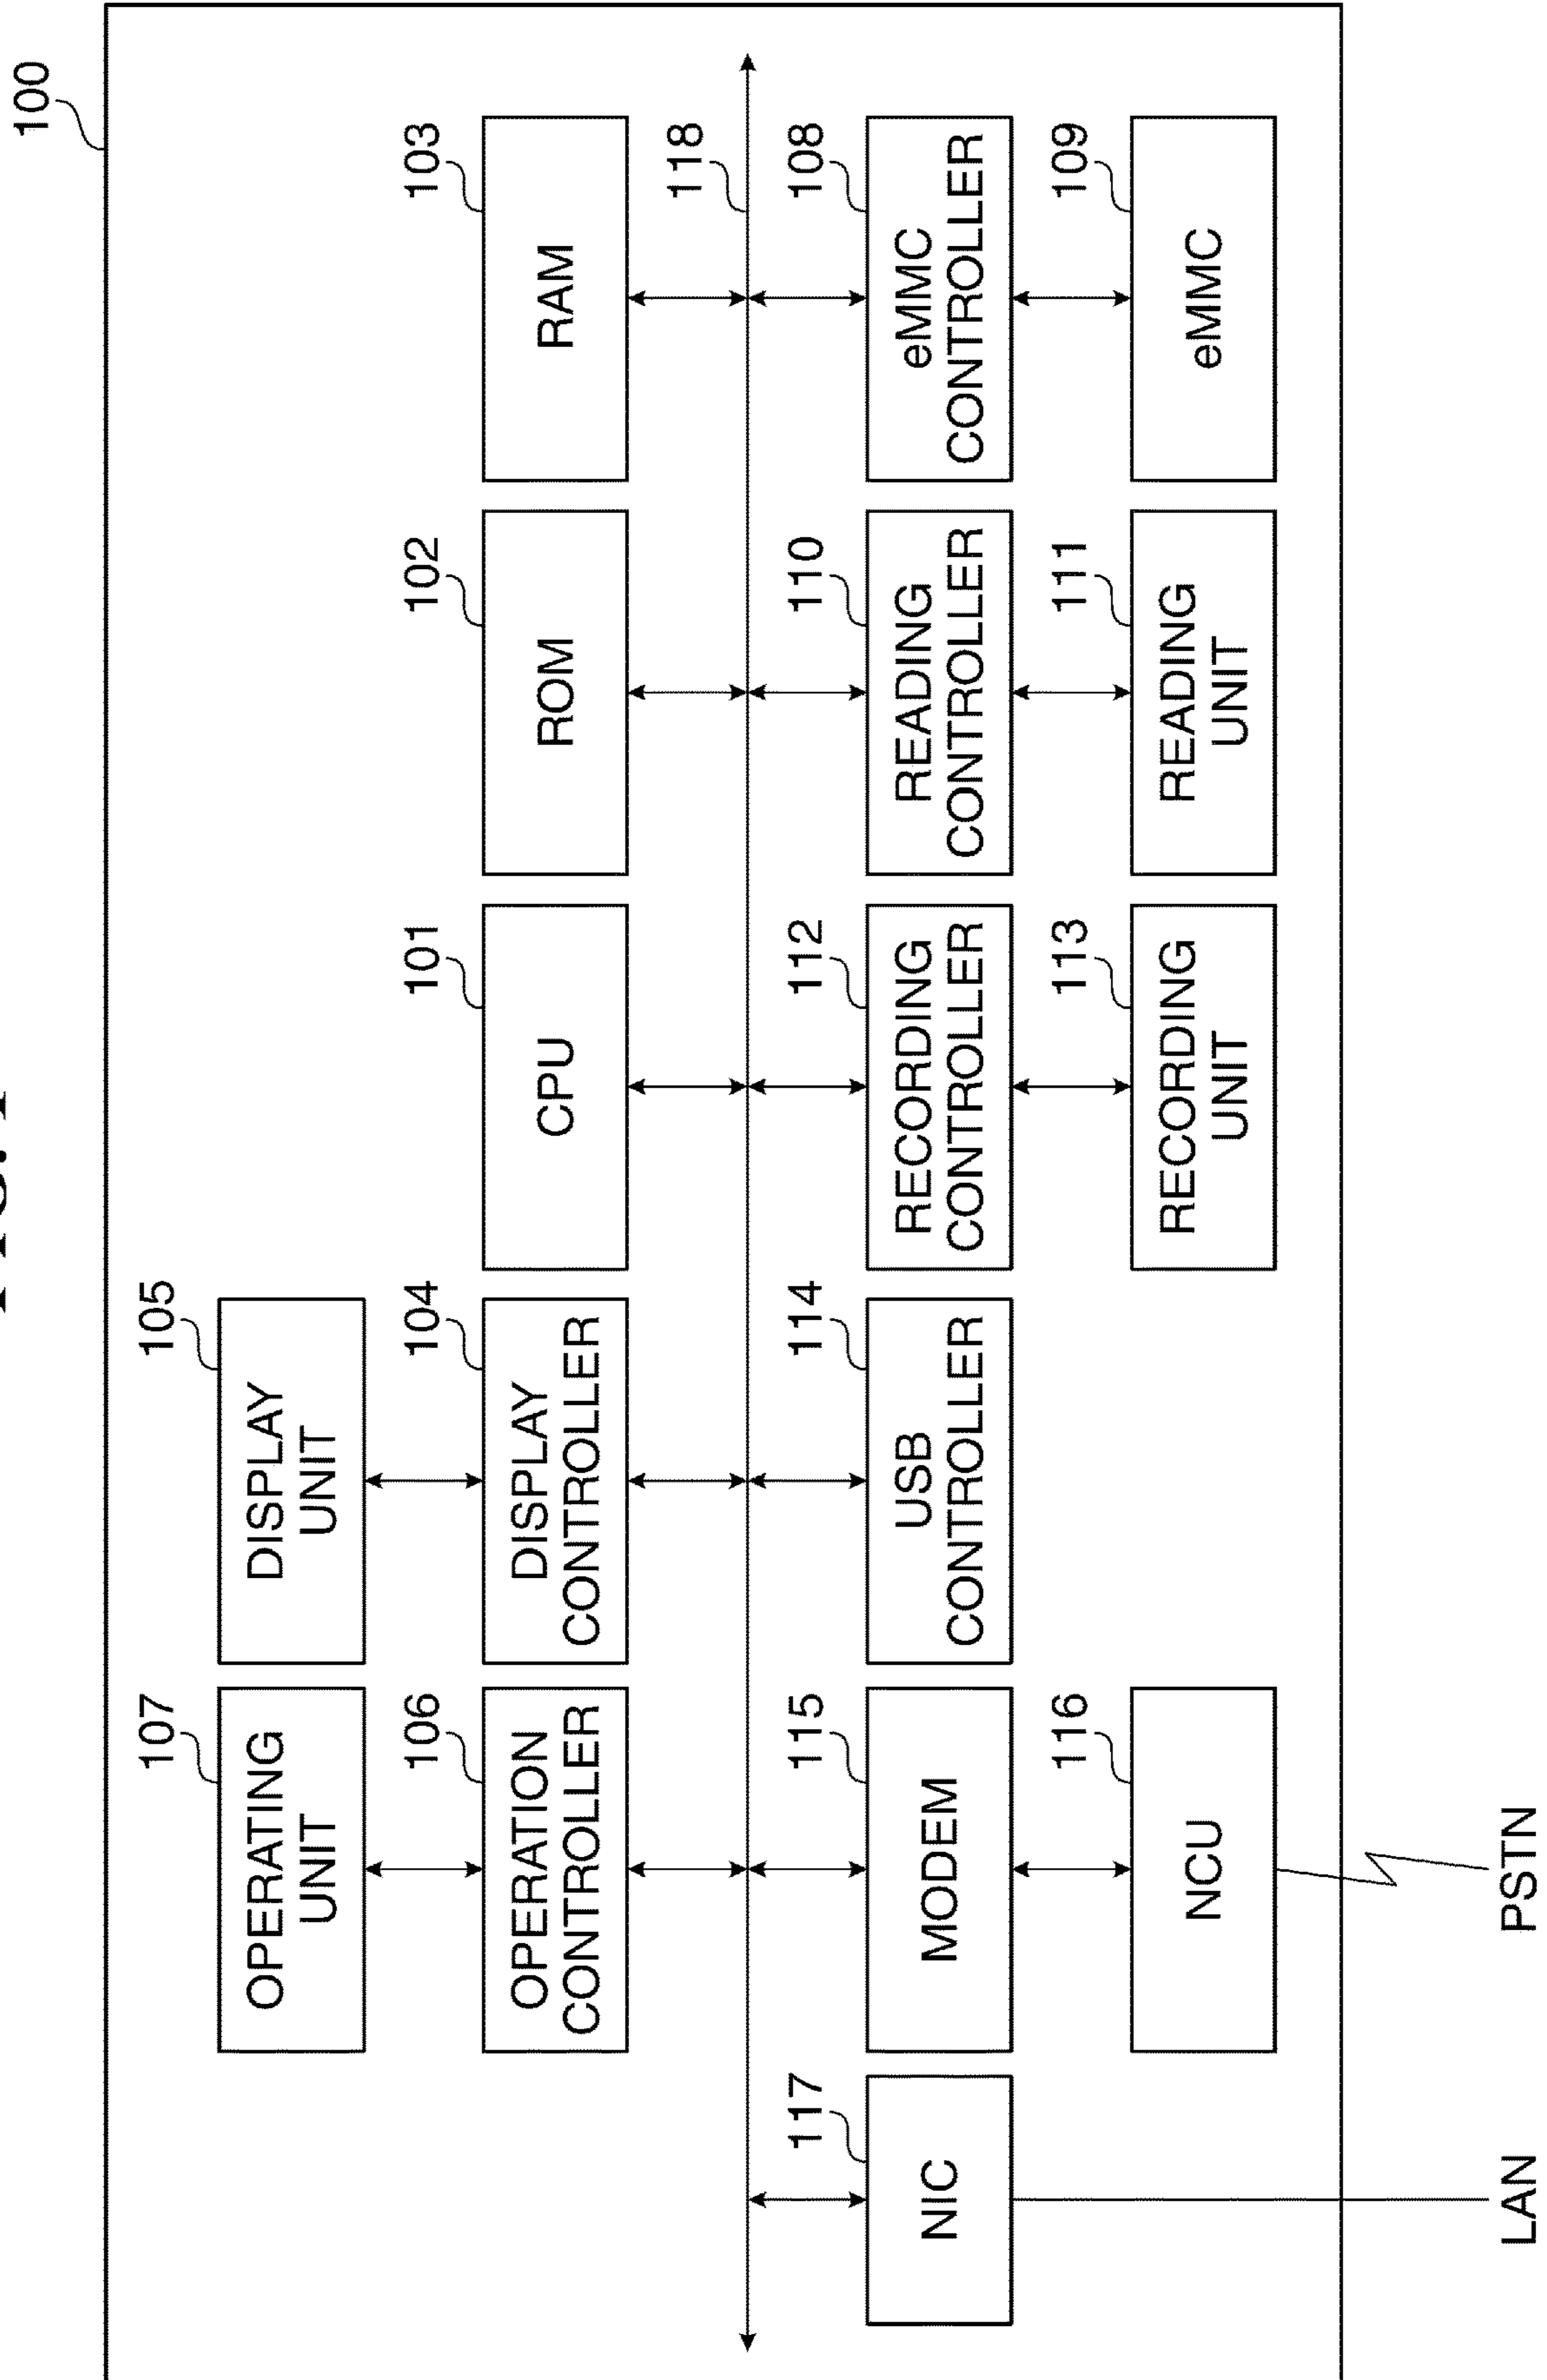 100
107
OPERATING
UNIT
105
DISPLAY
UNIT
106
OPERATION
CONTROLLER
104
DISPLAY
CONTROLLER
101
CPU
102
ROM
103
RAM
118
117
NIC
115
MODEM
114
USB
CONTROLLER
112
RECORDING
CONTROLLER
110
READING
CONTROLLER
108
eMMC
CONTROLLER
116
NCU
113
RECORDING
UNIT
111
READING
UNIT
109
eMMC
LAN
PSTN